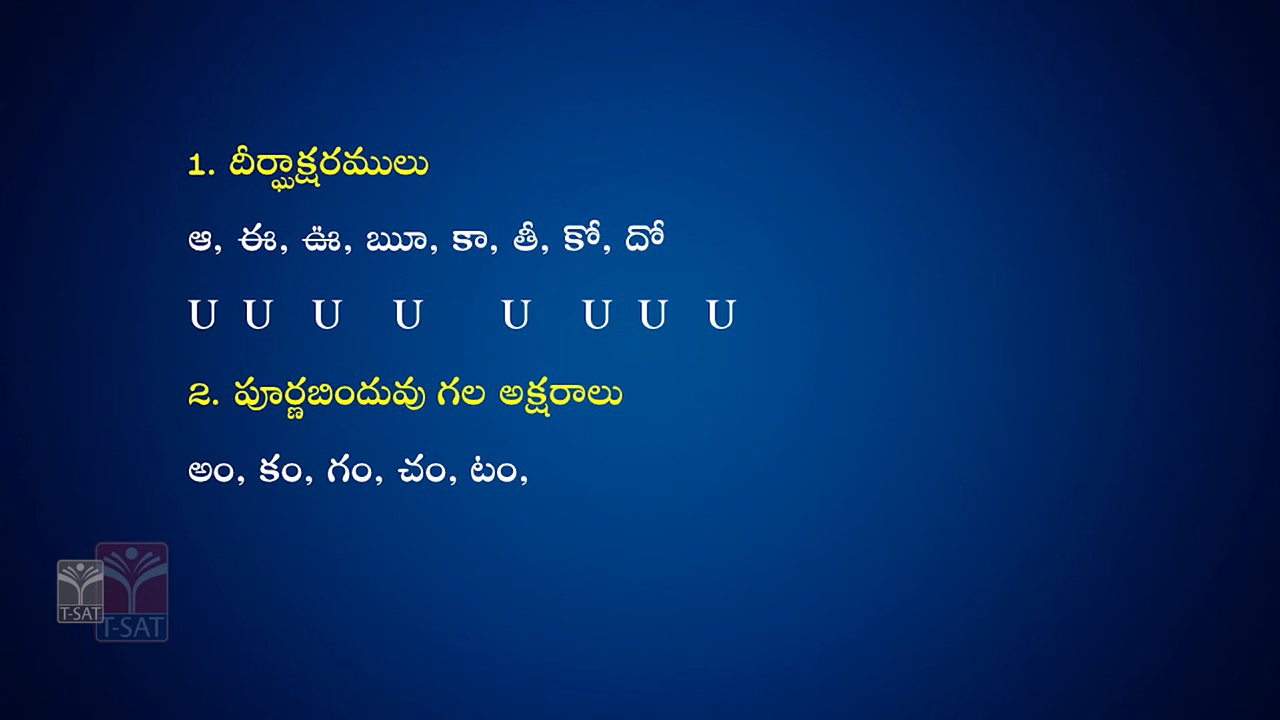 1. దీర్ఘాక్షరములు
ఆ, ఈ, ఊ, ౠ, కా, తీ, కో, దో
U U U U U U U U
2. పూర్ణబిందువు గల అక్షరాలు
అం, కం, గం, చం, టం,
T-SAT
T-SAT